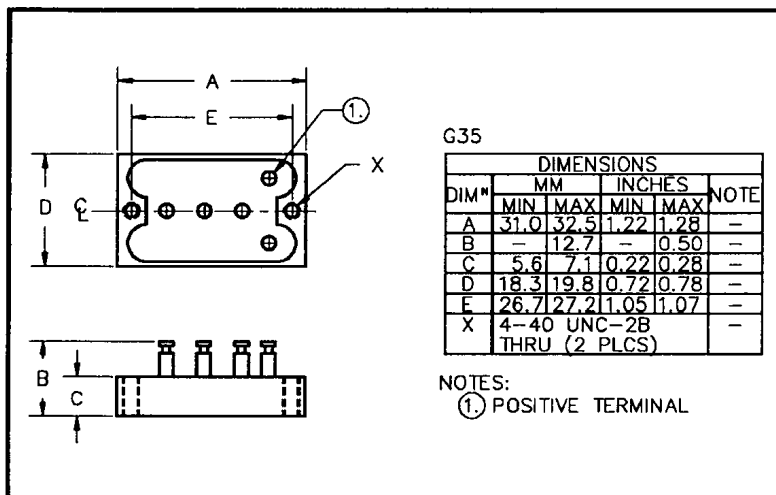 A
E
①.
X
D
℄
B
C
G35
DIMENSIONS
DIM" MM INCHES NOTE
MIN MAX MIN MAX
A 31.0 32.5 1.22 1.28 –
B – 12.7 – 0.50 –
C 5.6 7.1 0.22 0.28 –
D 18.3 19.8 0.72 0.78 –
E 26.7 27.2 1.05 1.07 –
X 4-40 UNC-2B –
THRU (2 PLCS)
NOTES:
①. POSITIVE TERMINAL